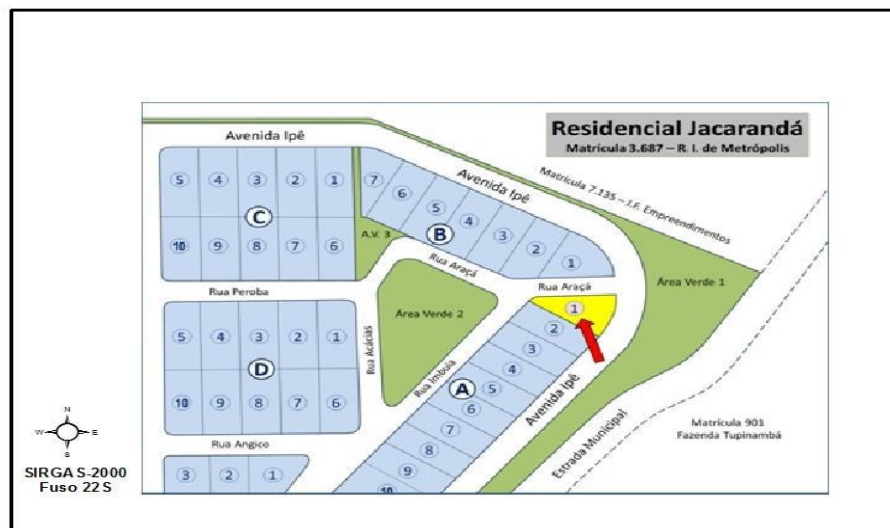 Residencial Jacarandá
Matrícula 3.687 – R. I. de Metrópolis
Avenida Ipê
Avenida Ipê
Matrícula 7.135 – J.F. Empreendimentos
5 4 3 2 1
C
10 9 8 7 6
7
6
5
4
3
2
1
B
A.V. 3
Rua Araçá
Rua Peroba
Rua Araçá
Área Verde 1
Área Verde 2
1
2
3
4
5
6
7
8
9
10
A
5 4 3 2 1
D
10 9 8 7 6
Rua Acácias
Rua Imbuia
Avenida Ipê
Estrada Municipal
Matrícula 901
Fazenda Tupinambá
Rua Angico
3 2 1
N
W E
S
SIRGAS-2000
Fuso 22S